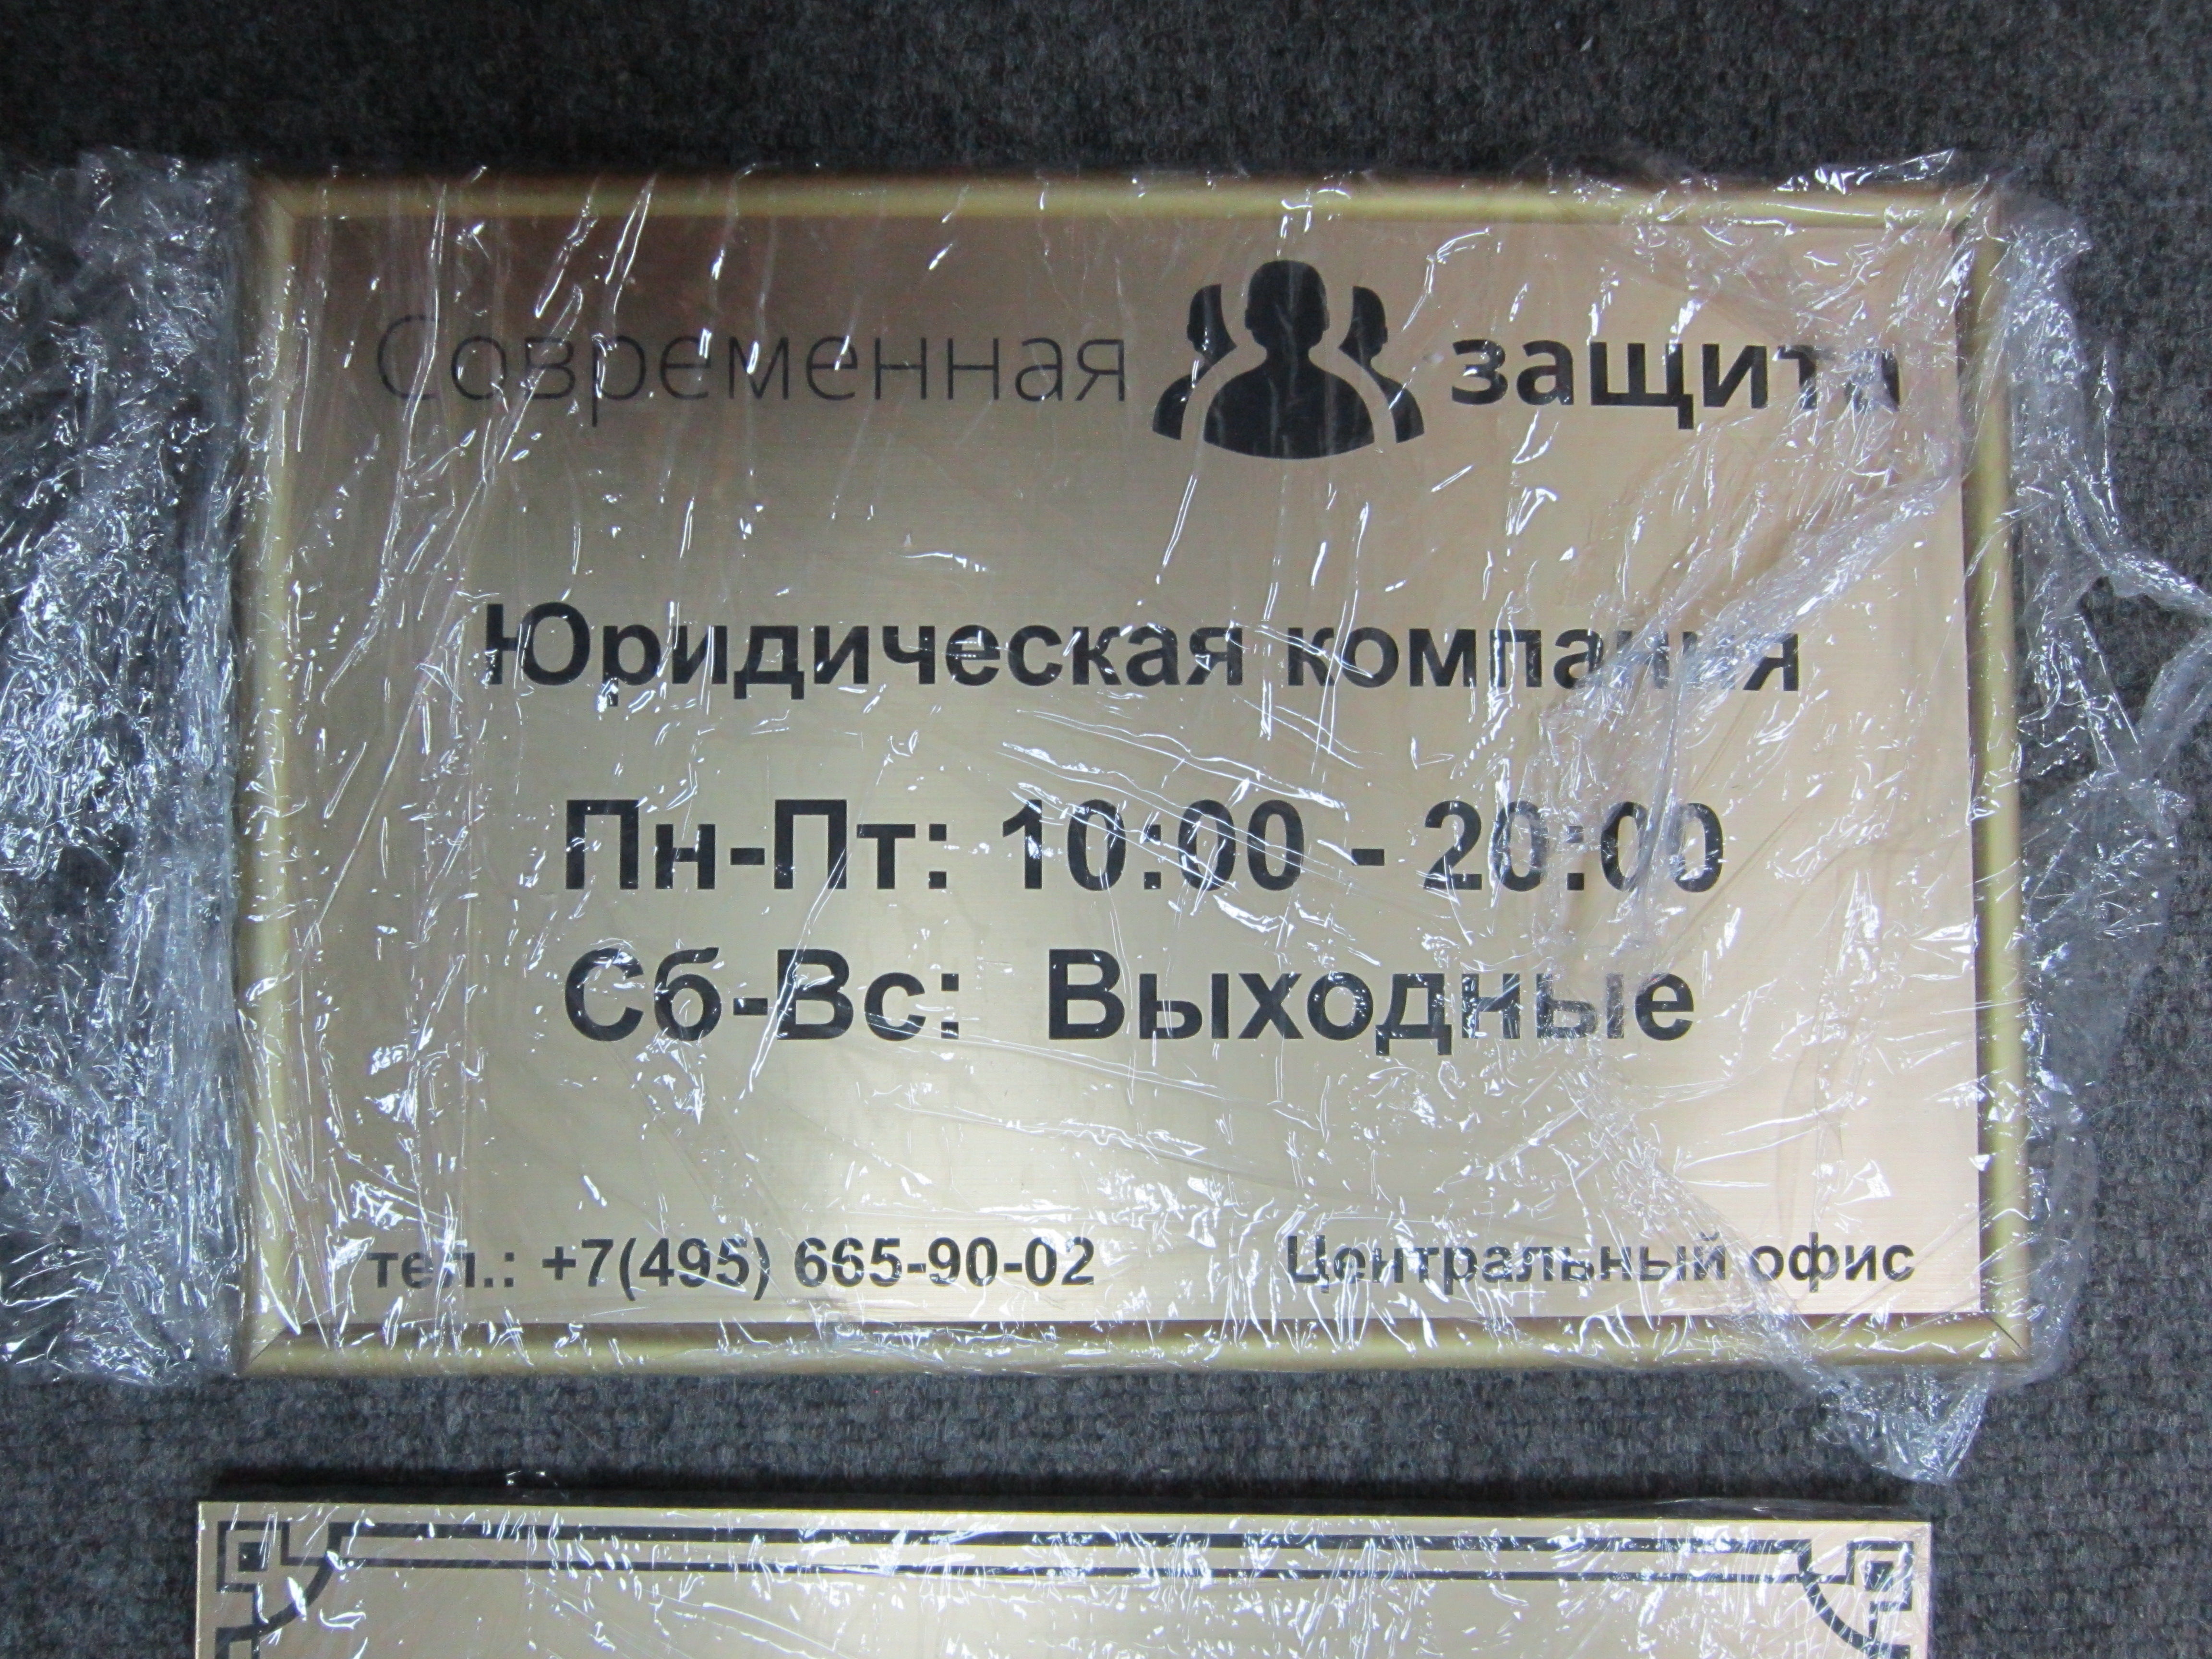 Современная защита
Юридическая компания
Пн-Пт: 10:00 - 20:00
Сб-Вс: Выходные
тел.: +7(495) 665-90-02 Центральный офис